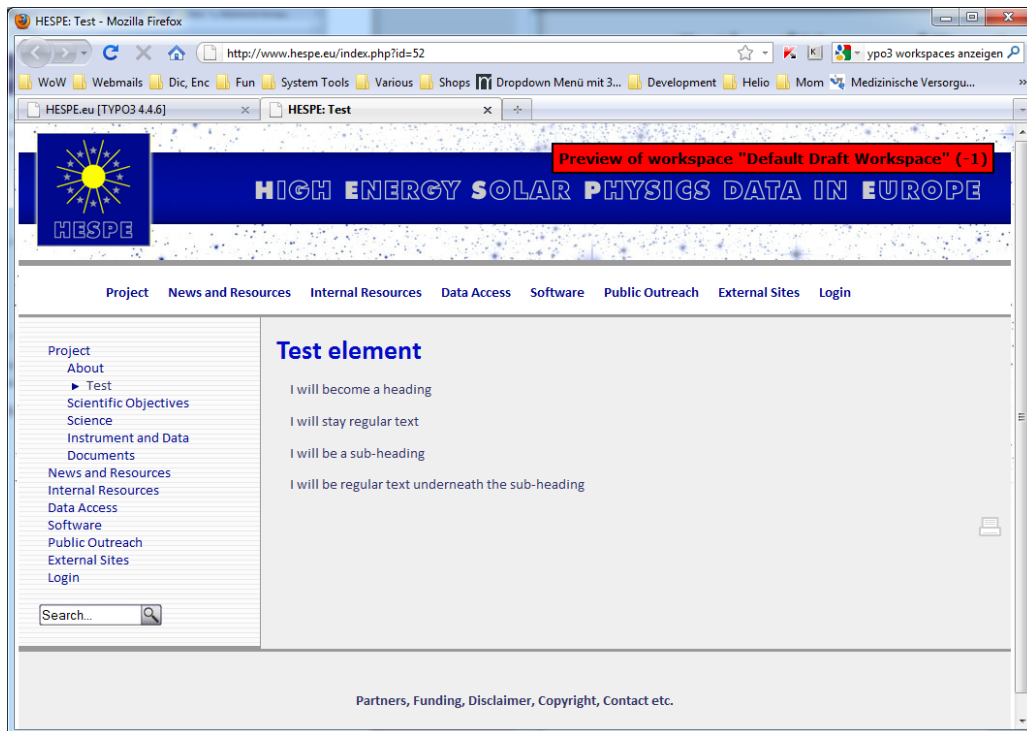 HESPE: Test - Mozilla Firefox
http://www.hespe.eu/index.php?id=52
ypo3 workspaces anzeigen
WoW Webmails Dic, Enc Fun System Tools Various Shops Dropdown Menü mit 3... Development Helio Mom Medizinische Versorgu... »
HESPE.eu [TYPO3 4.4.6] HESPE: Test
Preview of workspace "Default Draft Workspace" (-1)
HIGH ENERGY SOLAR PHYSICS DATA IN EUROPE
HESPE
Project News and Resources Internal Resources Data Access Software Public Outreach External Sites Login
Project
About
► Test
Scientific Objectives
Science
Instrument and Data
Documents
News and Resources
Internal Resources
Data Access
Software
Public Outreach
External Sites
Login
Search...
Test element
I will become a heading
I will stay regular text
I will be a sub-heading
I will be regular text underneath the sub-heading
Partners, Funding, Disclaimer, Copyright, Contact etc.